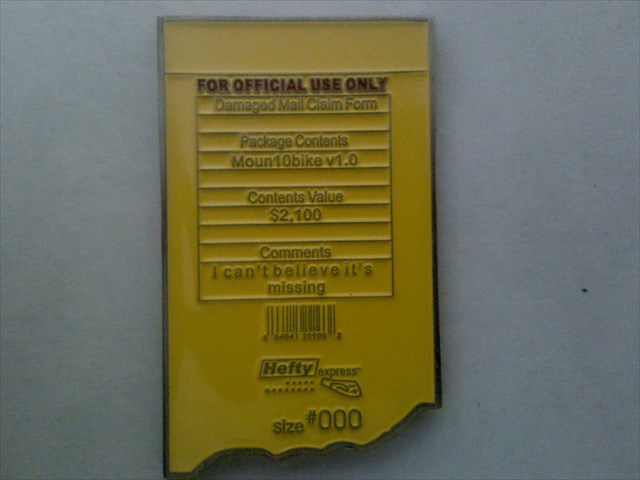 FOR OFFICIAL USE ONLY
Damaged Mail Claim Form
Package Contents
Moun10bike v1.0
Contents Value
$2,100
Comments
I can't believe it's
missing
Hefty express
size #000